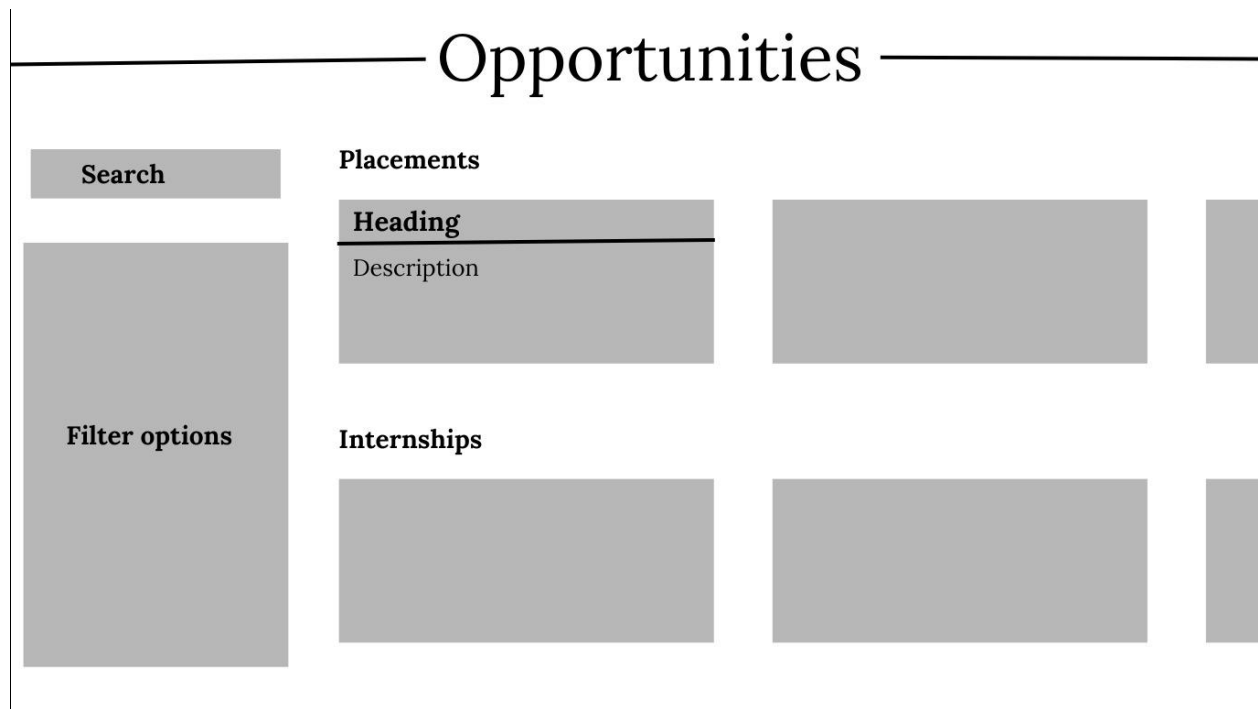 Opportunities
Search
Filter options
Placements
Heading
Description
Internships